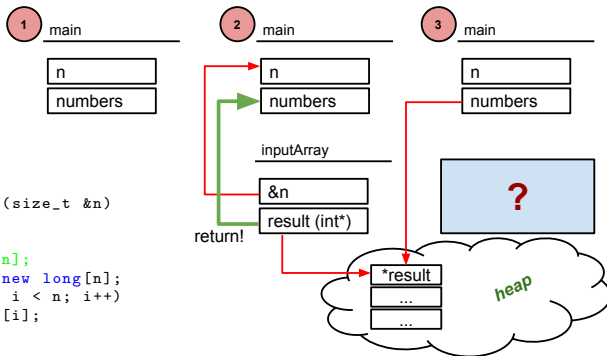 1 main
n
numbers
2 main
n
numbers
inputArray
&n
result (int*)
return!
3 main
n
numbers
?
*result
...
...
heap
(size_t &n)
n];
new long[n];
i < n; i++)
[i];